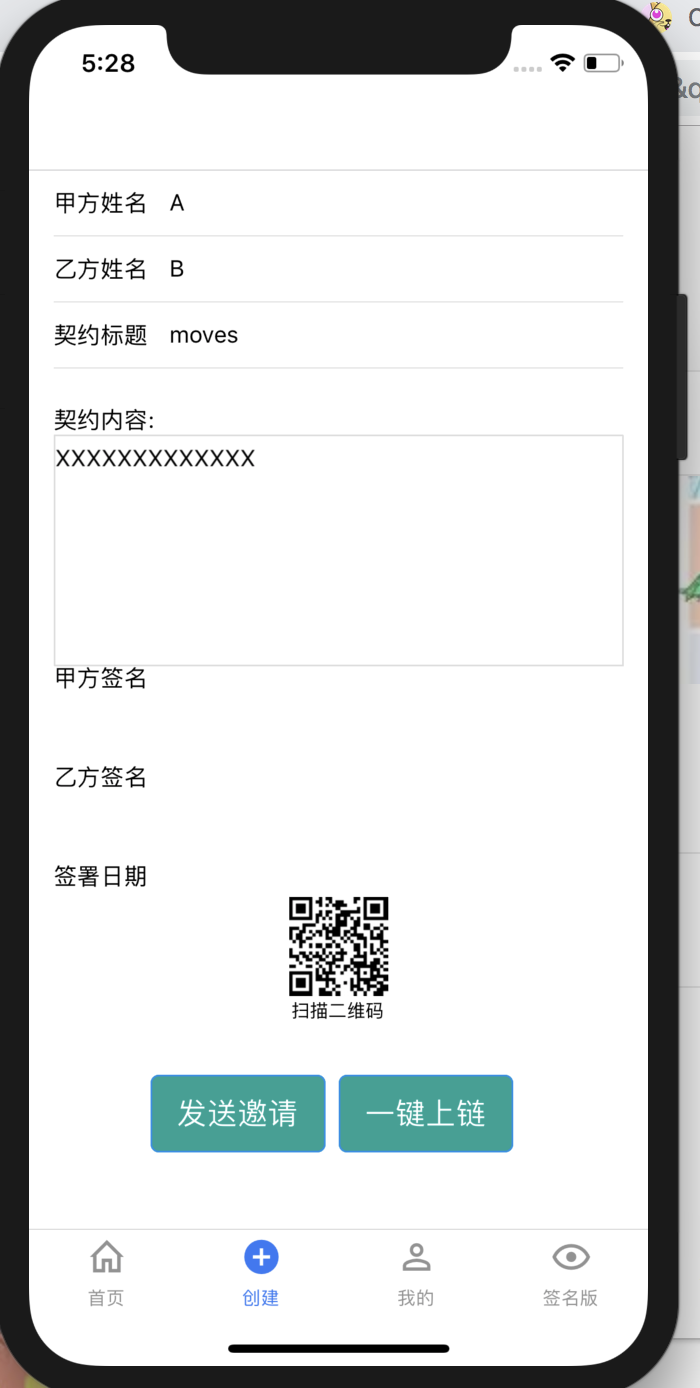 5:28
甲方姓名 A
乙方姓名 B
契约标题 moves
契约内容:
XXXXXXXXXXXXX
甲方签名
乙方签名
签署日期
扫描二维码
发送邀请 一键上链
首页 创建 我的 签名版